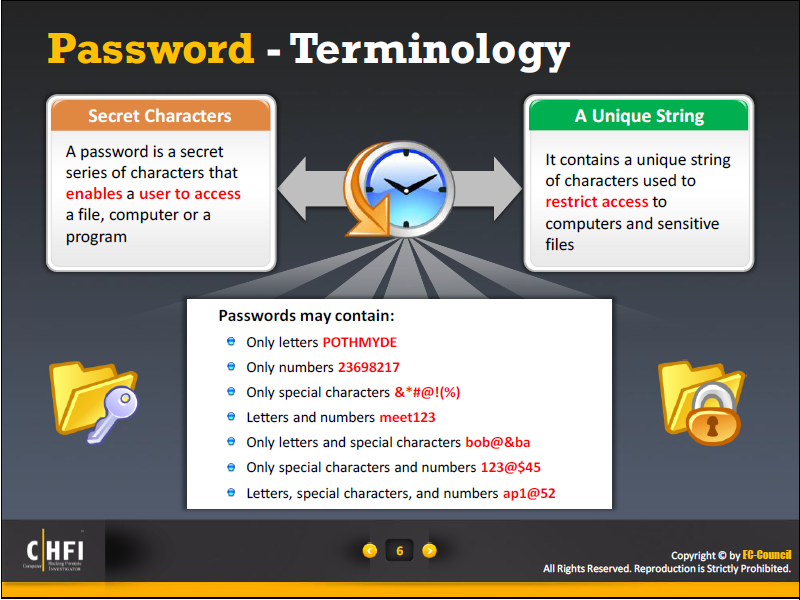 Password - Terminology
Secret Characters
A password is a secret
series of characters that
enables a user to access
a file, computer or a
program
A Unique String
It contains a unique string
of characters used to
restrict access to
computers and sensitive
files
Passwords may contain:
Only letters POTHMYDE
Only numbers 23698217
Only special characters &*#@!(%)
Letters and numbers meet123
Only letters and special characters bob@&ba
Only special characters and numbers 123@$45
Letters, special characters, and numbers ap1@52
CHFI
Computer Hacking Forensic
INVESTIGATOR
6
Copyright © by EC-Council
All Rights Reserved. Reproduction is Strictly Prohibited.